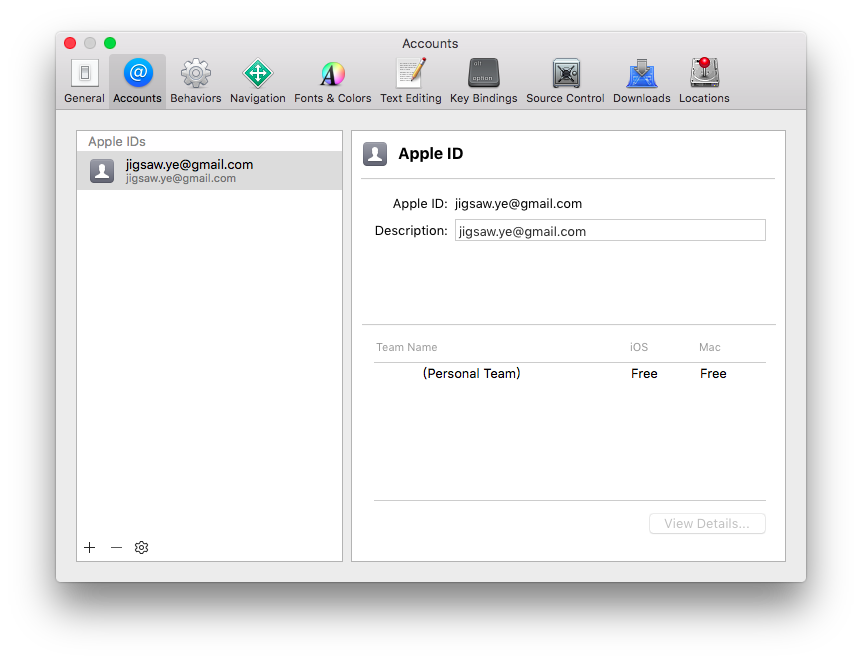 Accounts
General Accounts Behaviors Navigation Fonts & Colors Text Editing Key Bindings Source Control Downloads Locations
Apple IDs
jigsaw.ye@gmail.com
jigsaw.ye@gmail.com
Apple ID
Apple ID: jigsaw.ye@gmail.com
Description: jigsaw.ye@gmail.com
Team Name iOS Mac
(Personal Team) Free Free
View Details...
alt
option